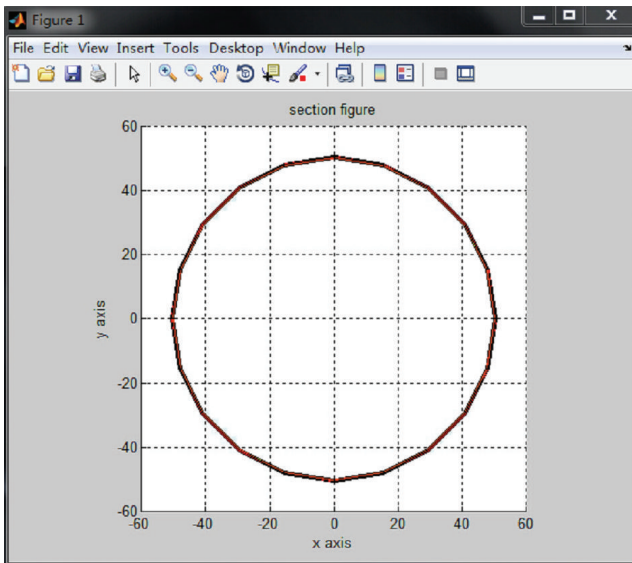 Figure 1
File Edit View Insert Tools Desktop Window Help
section figure
60
40
20
0
-20
-40
-60
y axis
-60 -40 -20 0 20 40 60
x axis